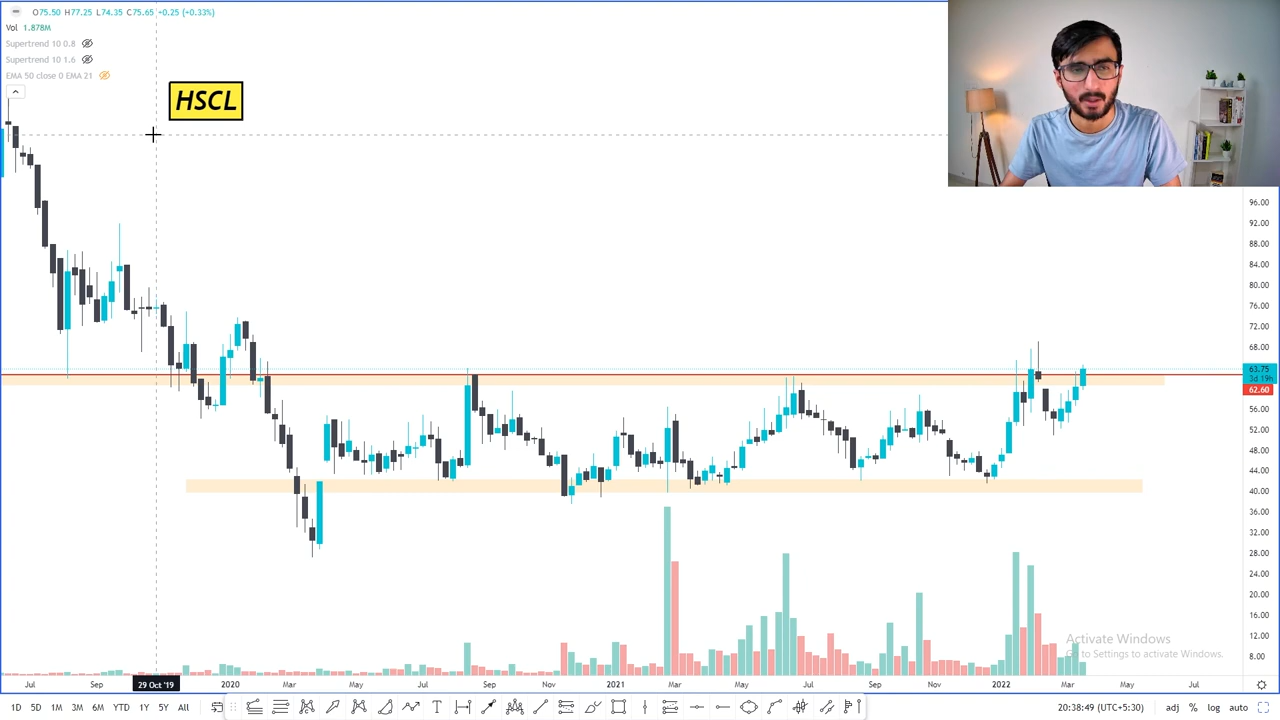 O75.50 H77.25 L74.35 C75.65 +0.25 (+0.33%)
Vol 1.878M
Supertrend 10 0.8
Supertrend 10 1.6
EMA 50 close 0 EMA 21
HSCL
96.00
92.00
88.00
84.00
80.00
76.00
72.00
68.00
63.75
3d 19h
62.60
56.00
52.00
48.00
44.00
40.00
36.00
32.00
28.00
24.00
20.00
16.00
12.00
8.00
Activate Windows
Go to Settings to activate Windows.
Jul Sep 29 Oct '19 2020 Mar May Jul Sep Nov 2021 Mar May Jul Sep Nov 2022 Mar May Jul
1D 5D 1M 3M 6M YTD 1Y 5Y All adj % log auto